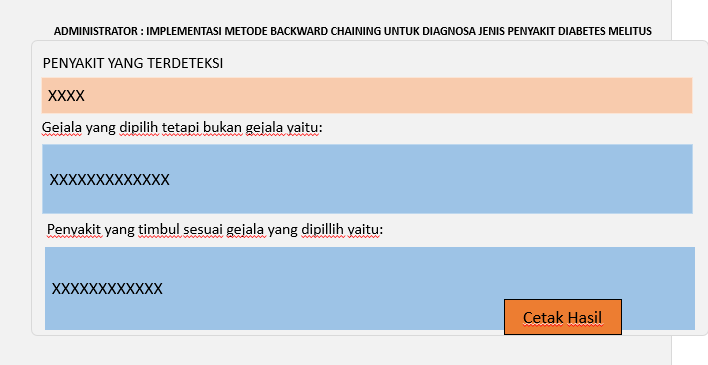 ADMINISTRATOR : IMPLEMENTASI METODE BACKWARD CHAINING UNTUK DIAGNOSA JENIS PENYAKIT DIABETES MELITUS
PENYAKIT YANG TERDETEKSI
XXXX
Gejala yang dipilih tetapi bukan gejala yaitu:
XXXXXXXXXXXXX
Penyakit yang timbul sesuai gejala yang dipillih yaitu:
XXXXXXXXXXXX
Cetak Hasil